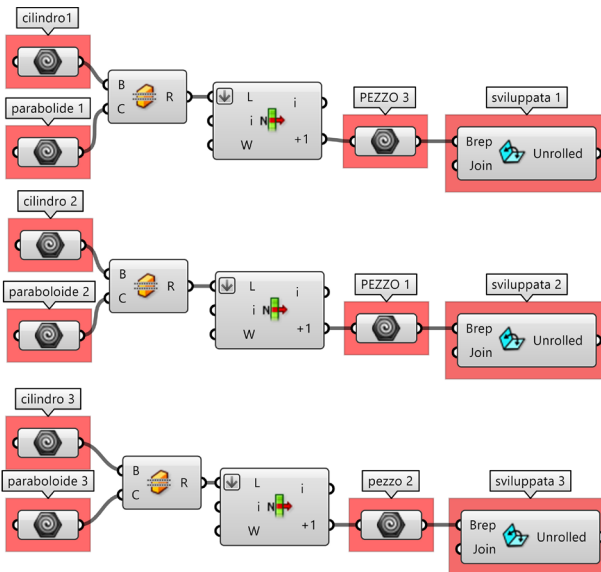 cilindro1
parabolide 1
B
C
R
L
i
W
i
+1
N
PEZZO 3
sviluppata 1
Brep
Join
Unrolled
cilindro 2
paraboloide 2
B
C
R
L
i
W
i
+1
N
PEZZO 1
sviluppata 2
Brep
Join
Unrolled
cilindro 3
paraboloide 3
B
C
R
L
i
W
i
+1
N
pezzo 2
sviluppata 3
Brep
Join
Unrolled